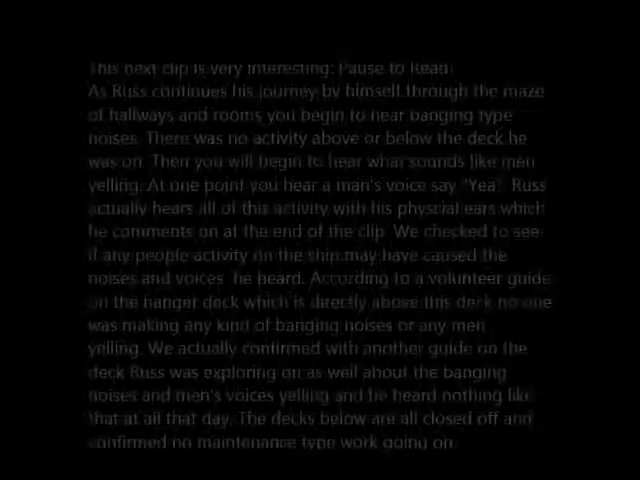 This next clip is very interesting: Pause to Read
As Russ continues his journey by himself through the maze
of hallways and rooms you begin to hear banging type
noises. There was no activity above or below the deck he
was on. Then you will begin to hear what sounds like men
yelling. At one point you hear a man's voice say "Yea". Russ
actually hears all of this activity with his physcial ears which
he comments on at the end of the clip. We checked to see
if any people activity on the ship may have caused the
noises and voices  he heard. According to a volunteer guide
on the hanger deck which is directly above this deck no one
was making any kind of banging noises or any men
yelling. We actually confirmed with another guide on the
deck Russ was exploring on as well about the banging
noises and men's voices yelling and he heard nothing like
that at all that day. The decks below are all closed off and
confirmed no maintenance type work going on.